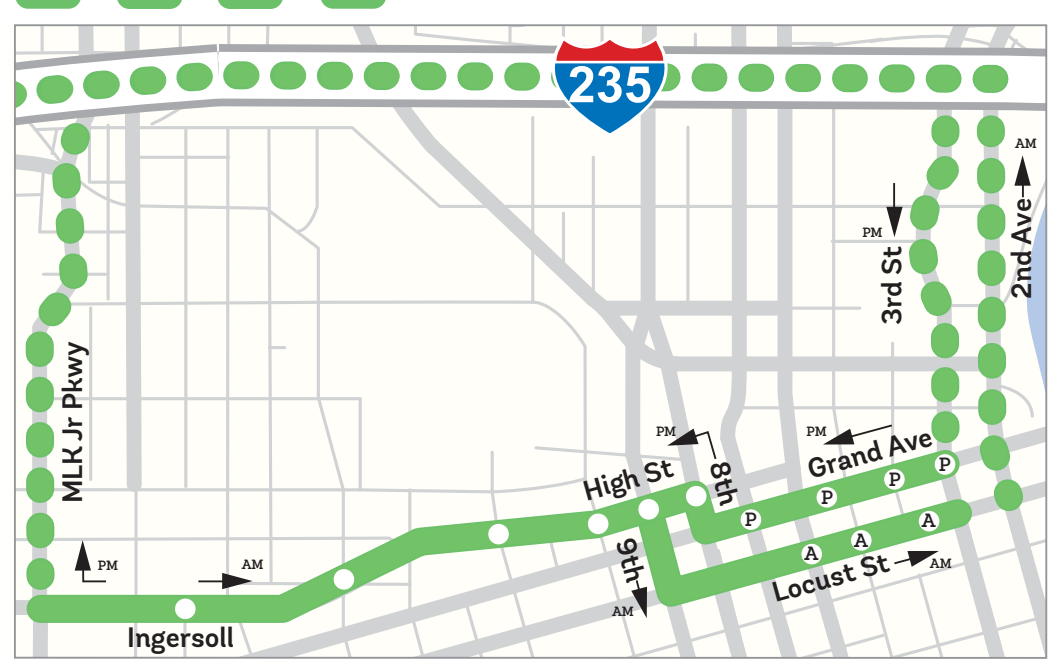 235
AM
2nd Ave
PM
3rd St
MLK Jr Pkwy
PM
8th
PM
Grand Ave
High St
P
P
P
P
A
A
A
9th
AM
Locust St
AM
PM
AM
Ingersoll